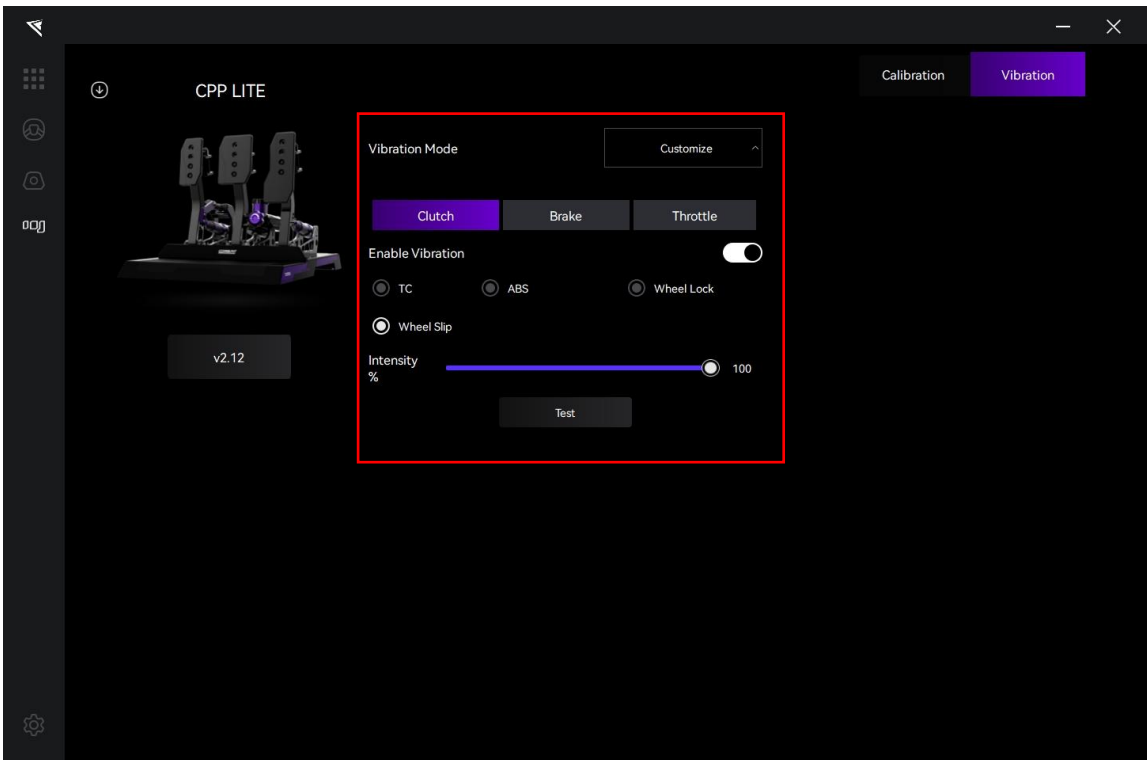 Calibration Vibration
CPP LITE
Vibration Mode Customize
Clutch Brake Throttle
Enable Vibration
TC ABS Wheel Lock
Wheel Slip
v2.12
Intensity
% 100
Test